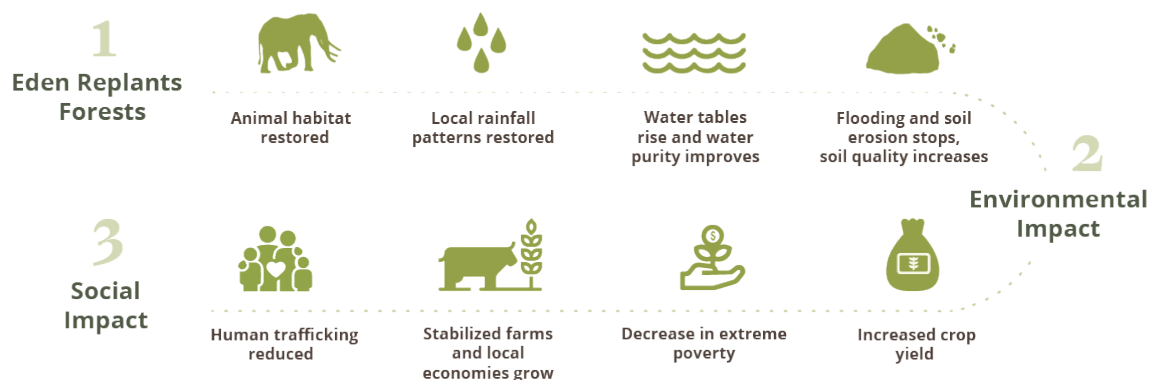 1
Eden Replants
Forests
Animal habitat
restored
Local rainfall
patterns restored
Water tables
rise and water
purity improves
Flooding and soil
erosion stops,
soil quality increases
2
Environmental
Impact
3
Social
Impact
Human trafficking
reduced
Stabilized farms
and local
economies grow
$
Decrease in extreme
poverty
Increased crop
yield